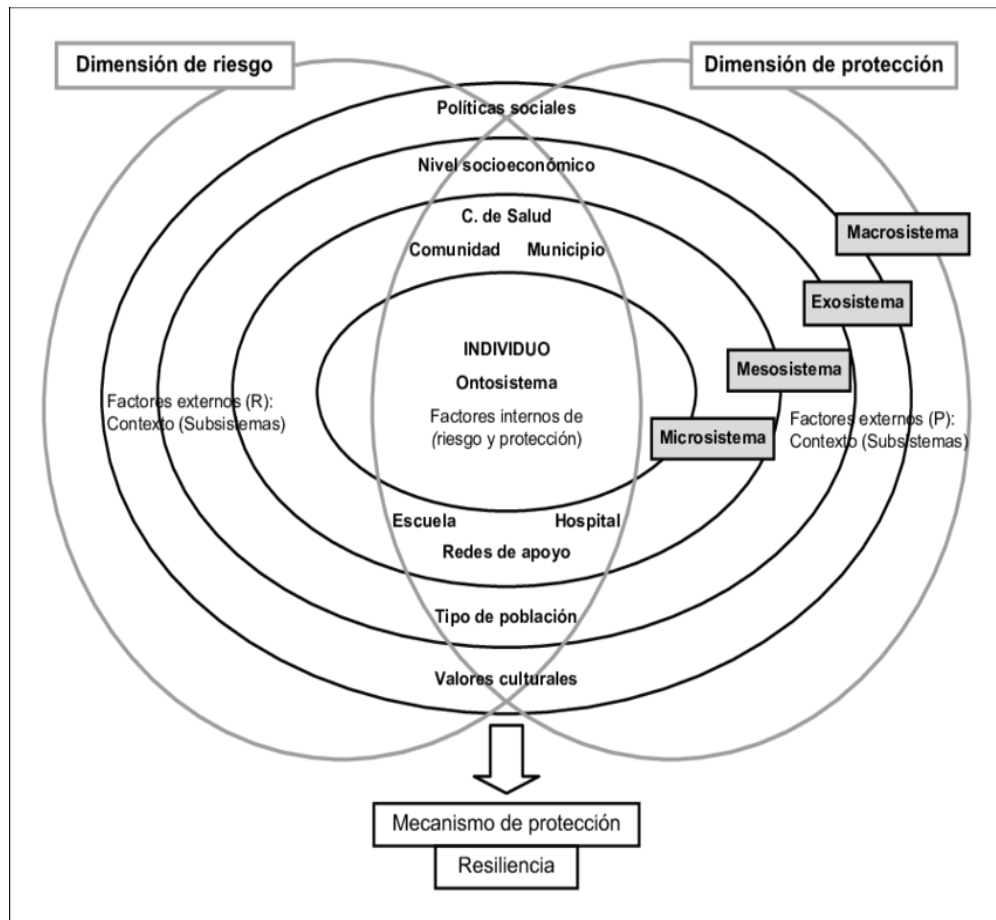 Dimensión de riesgo
Dimensión de protección
Políticas sociales
Nivel socioeconómico
C. de Salud
Comunidad Municipio
Macrosistema
Exosistema
Mesosistema
Microsistema
INDIVIDUO
Ontosistema
Factores internos de
(riesgo y protección)
Factores externos (R):
Contexto (Subsistemas)
Factores externos (P):
Contexto (Subsistemas)
Escuela Hospital
Redes de apoyo
Tipo de población
Valores culturales
Mecanismo de protección
Resiliencia